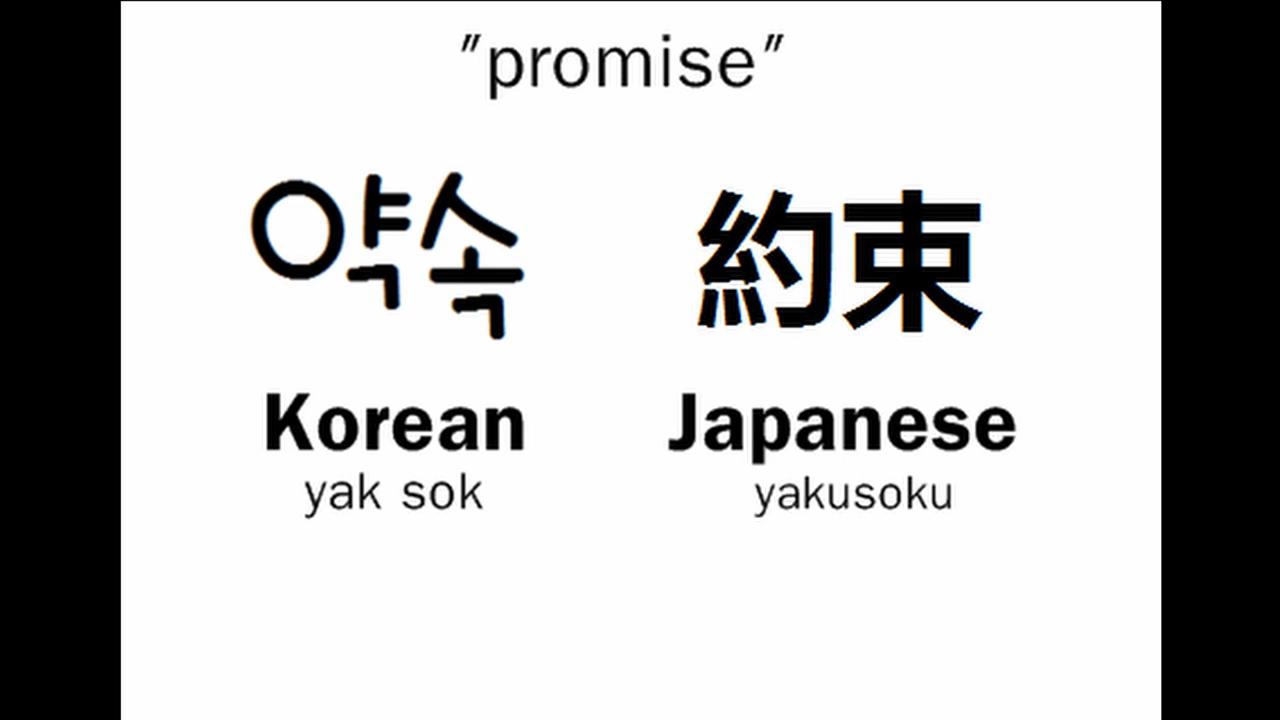 "promise"
약속 約束
Korean Japanese
yak sok yakusoku